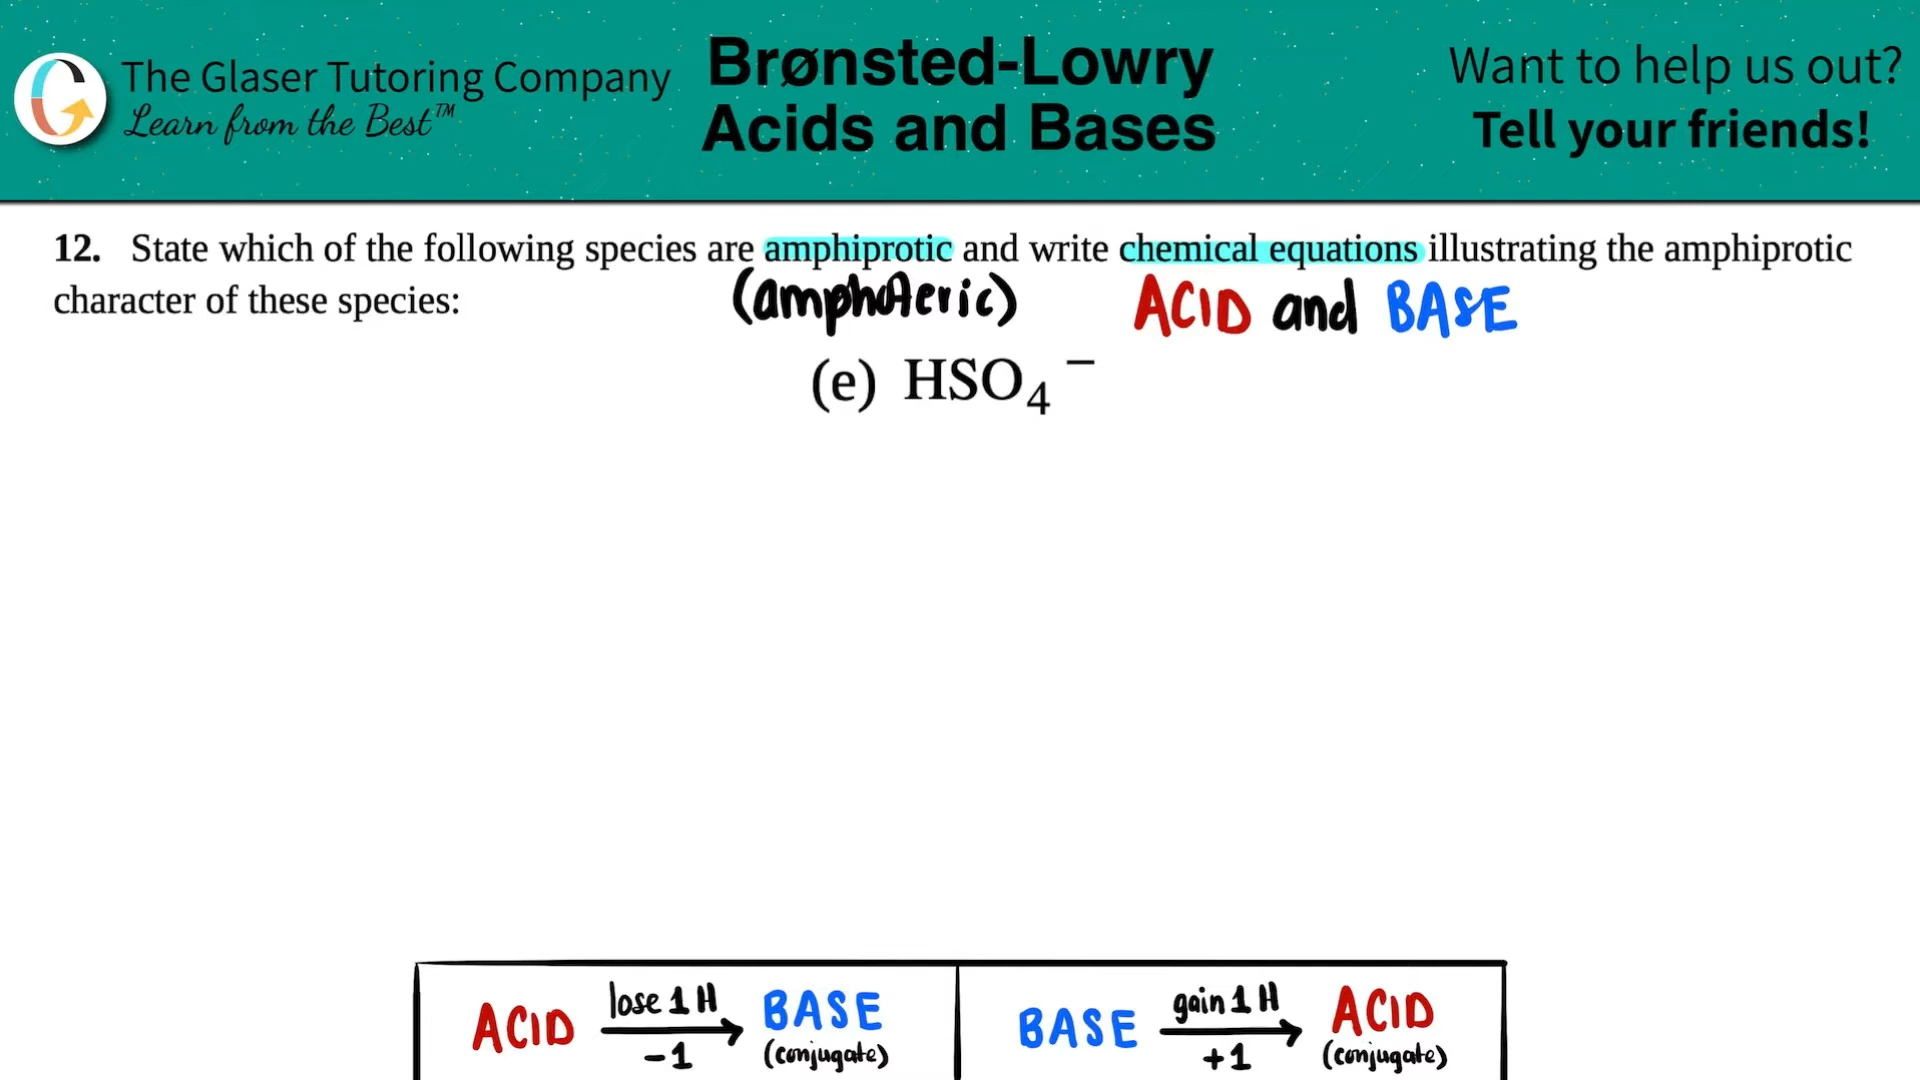 The Glaser Tutoring Company
Learn from the Best™
Brønsted-Lowry
Acids and Bases
Want to help us out?
Tell your friends!
12. State which of the following species are amphiprotic and write chemical equations illustrating the amphiprotic
character of these species:
(amphoteric) ACID and BASE
(e) HSO₄⁻
ACID lose 1 H → −1 BASE (conjugate)
BASE gain 1 H → +1 ACID (conjugate)